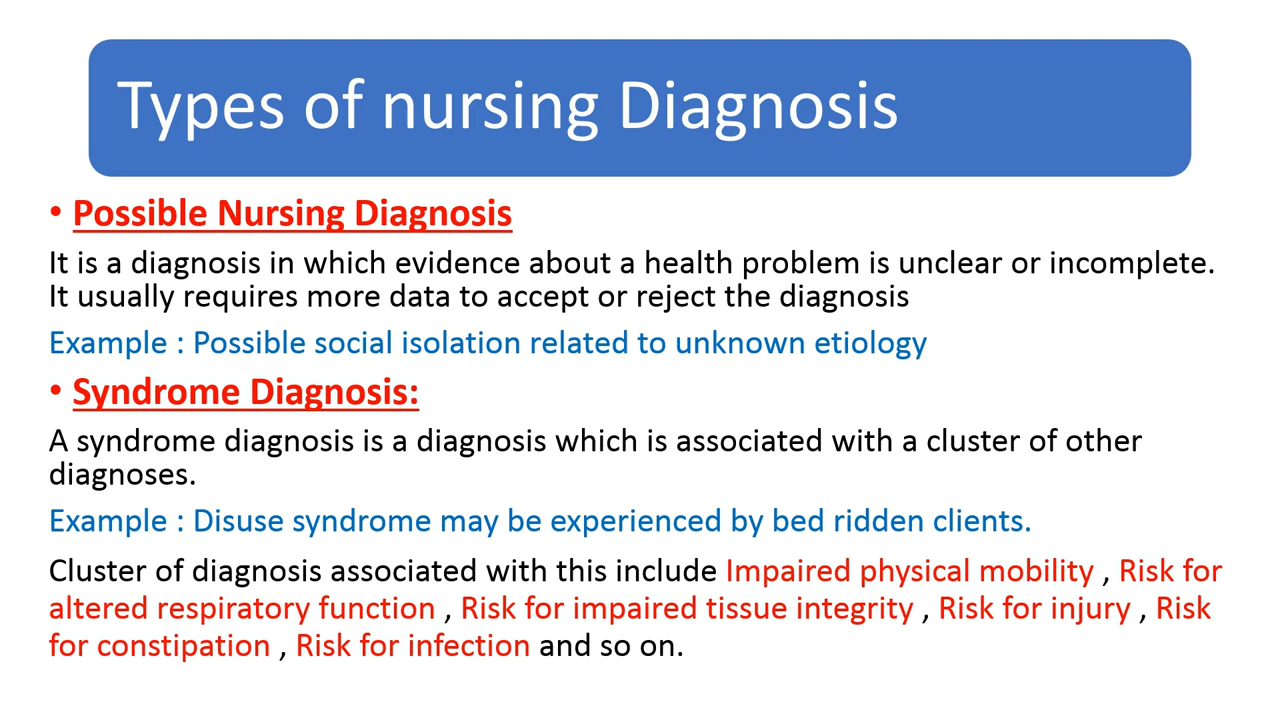 Types of nursing Diagnosis
• Possible Nursing Diagnosis
It is a diagnosis in which evidence about a health problem is unclear or incomplete.
It usually requires more data to accept or reject the diagnosis
Example : Possible social isolation related to unknown etiology
• Syndrome Diagnosis:
A syndrome diagnosis is a diagnosis which is associated with a cluster of other
diagnoses.
Example : Disuse syndrome may be experienced by bed ridden clients.
Cluster of diagnosis associated with this include Impaired physical mobility , Risk for
altered respiratory function , Risk for impaired tissue integrity , Risk for injury , Risk
for constipation , Risk for infection and so on.